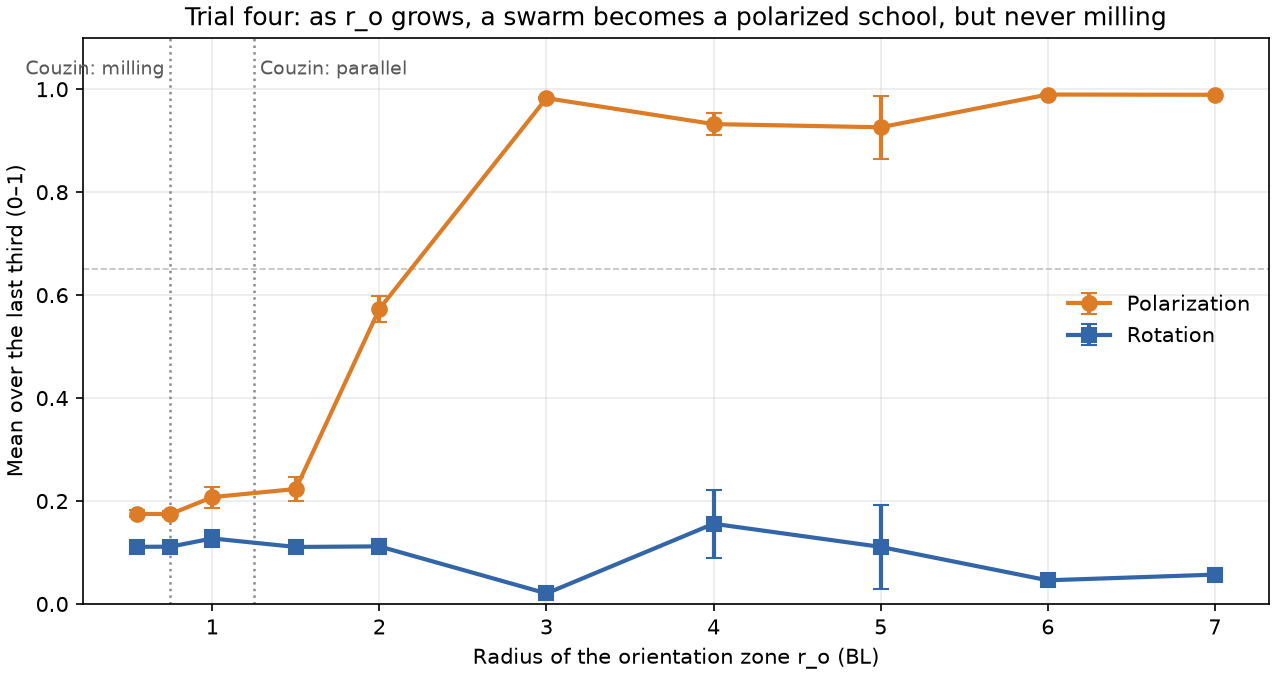 Trial four: as r_o grows, a swarm becomes a polarized school, but never milling
Couzin: milling
Couzin: parallel
Mean over the last third (0–1)
1.0
0.8
0.6
0.4
0.2
0.0
Polarization
Rotation
1
2
3
4
5
6
7
Radius of the orientation zone r_o (BL)